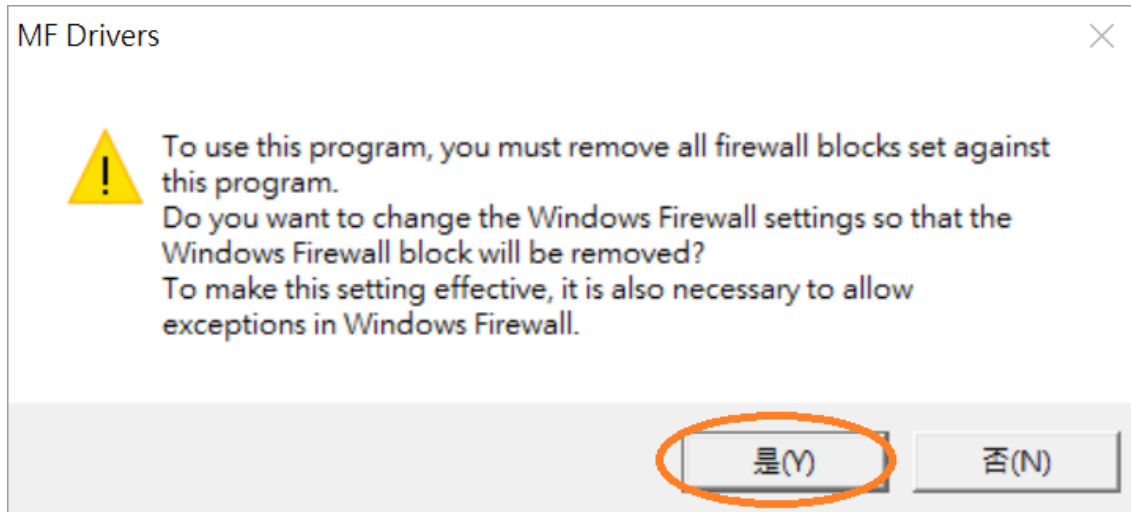 MF Drivers
To use this program, you must remove all firewall blocks set against
this program.
Do you want to change the Windows Firewall settings so that the
Windows Firewall block will be removed?
To make this setting effective, it is also necessary to allow
exceptions in Windows Firewall.
是(Y) 否(N)